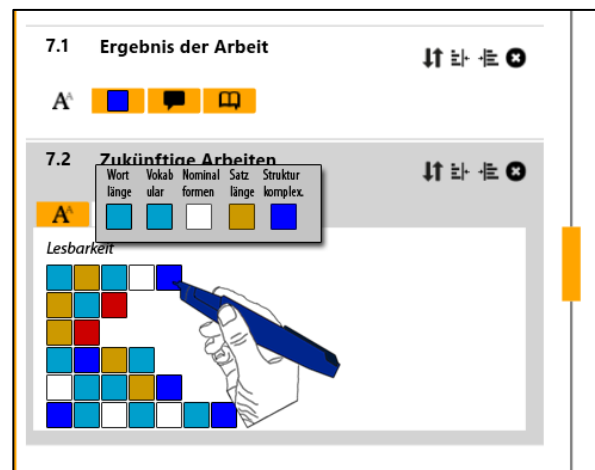 7.1 Ergebnis der Arbeit
A^A
7.2 Zukünftige Arbeiten
Wort Vokab Nominal Satz Struktur
länge ular formen länge komplex.
A^A
Lesbarkeit